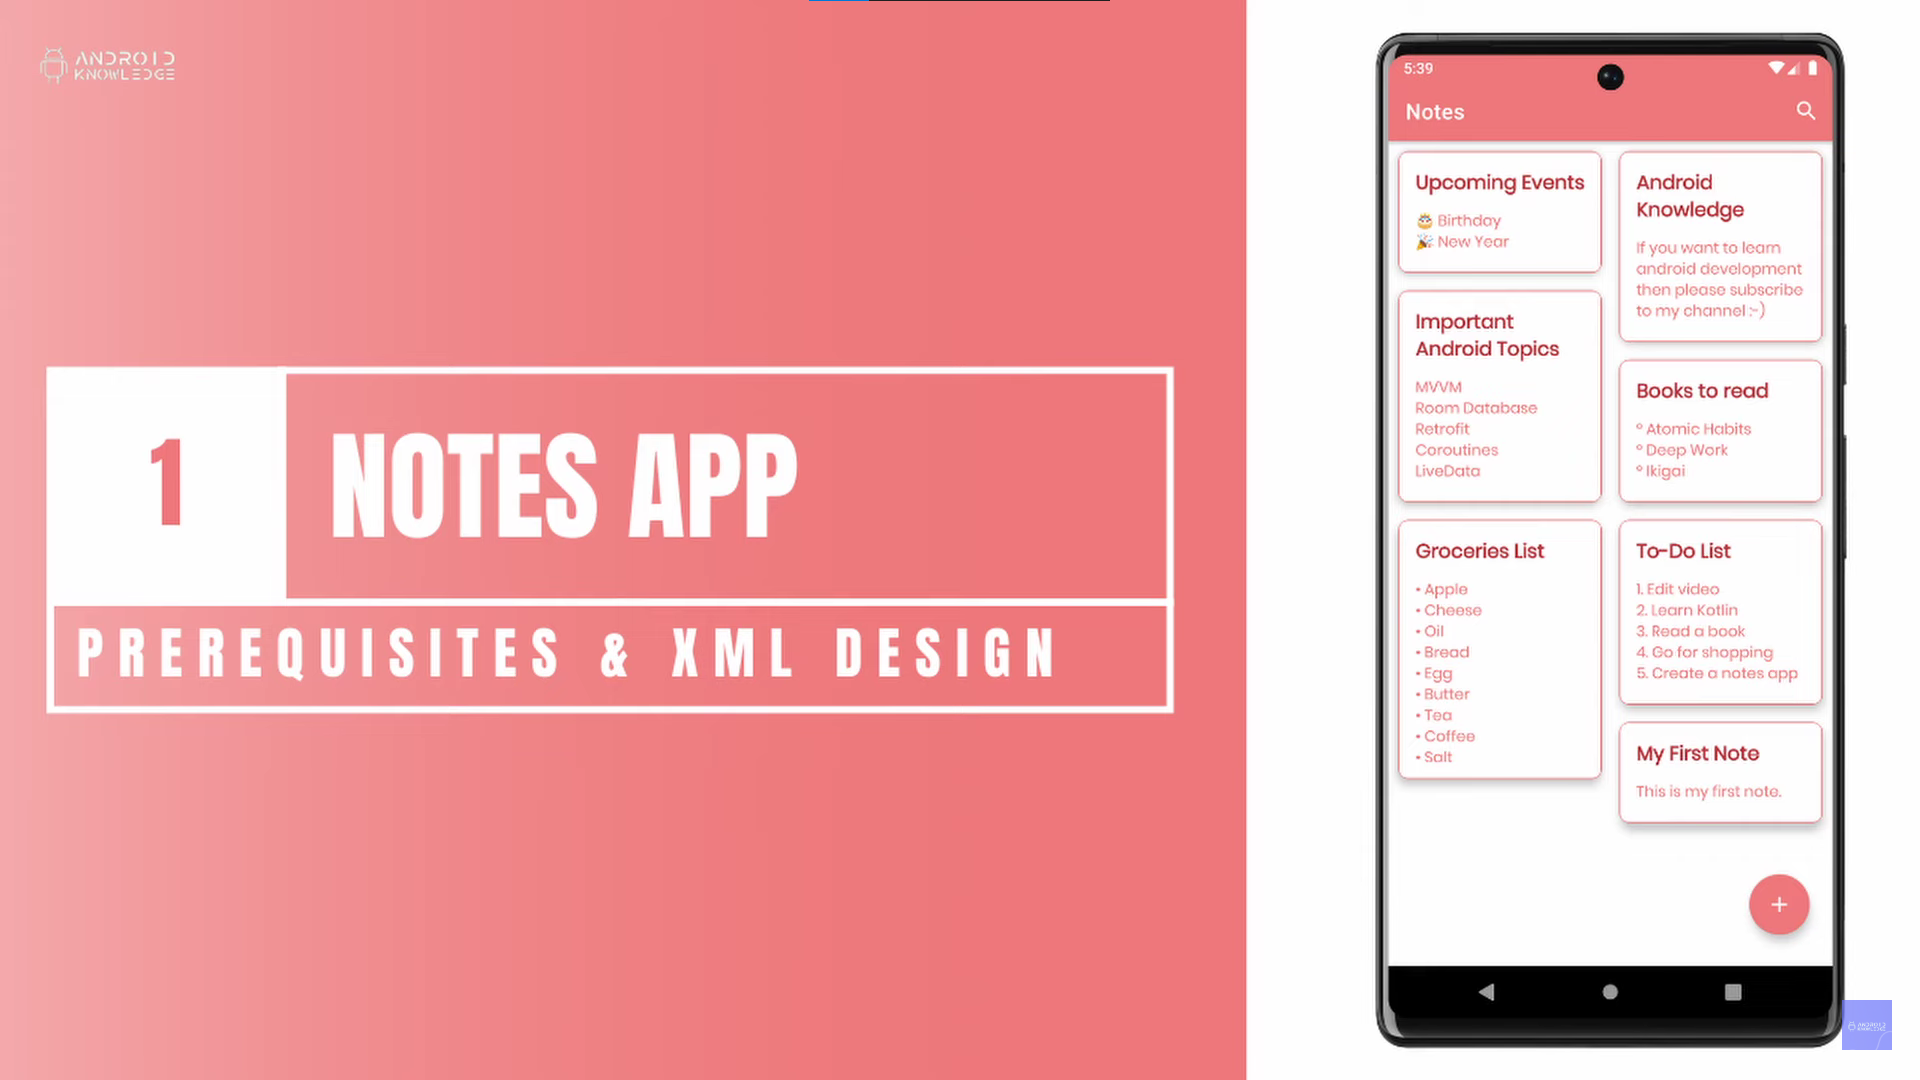 ANDROID
KNOWLEDGE
1
NOTES APP
PREREQUISITES & XML DESIGN
5:39
Notes
Upcoming Events
🎂 Birthday
🎉 New Year
Important
Android Topics
MVVM
Room Database
Retrofit
Coroutines
LiveData
Groceries List
• Apple
• Cheese
• Oil
• Bread
• Egg
• Butter
• Tea
• Coffee
• Salt
Android
Knowledge
If you want to learn
android development
then please subscribe
to my channel :-)
Books to read
° Atomic Habits
° Deep Work
° Ikigai
To-Do List
1. Edit video
2. Learn Kotlin
3. Read a book
4. Go for shopping
5. Create a notes app
My First Note
This is my first note.
+
ANDROID
KNOWLEDGE